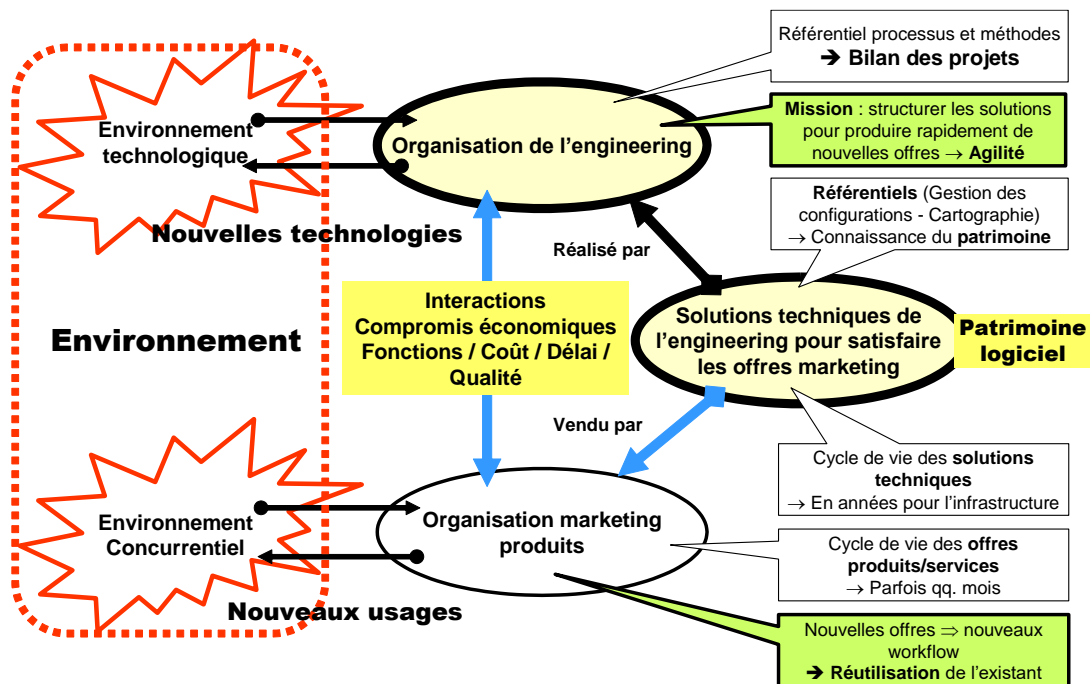 Référentiel processus et méthodes
➔ Bilan des projets
Mission : structurer les solutions
pour produire rapidement de
nouvelles offres → Agilité
Environnement
technologique
Organisation de l'engineering
Nouvelles technologies
Référentiels (Gestion des
configurations - Cartographie)
→ Connaissance du patrimoine
Réalisé par
Environnement
Interactions
Compromis économiques
Fonctions / Coût / Délai /
Qualité
Solutions techniques de
l'engineering pour satisfaire
les offres marketing
Patrimoine
logiciel
Vendu par
Cycle de vie des solutions
techniques
→ En années pour l'infrastructure
Environnement
Concurrentiel
Organisation marketing
produits
Nouveaux usages
Cycle de vie des offres
produits/services
→ Parfois qq. mois
Nouvelles offres ⇒ nouveaux
workflow
➔ Réutilisation de l'existant